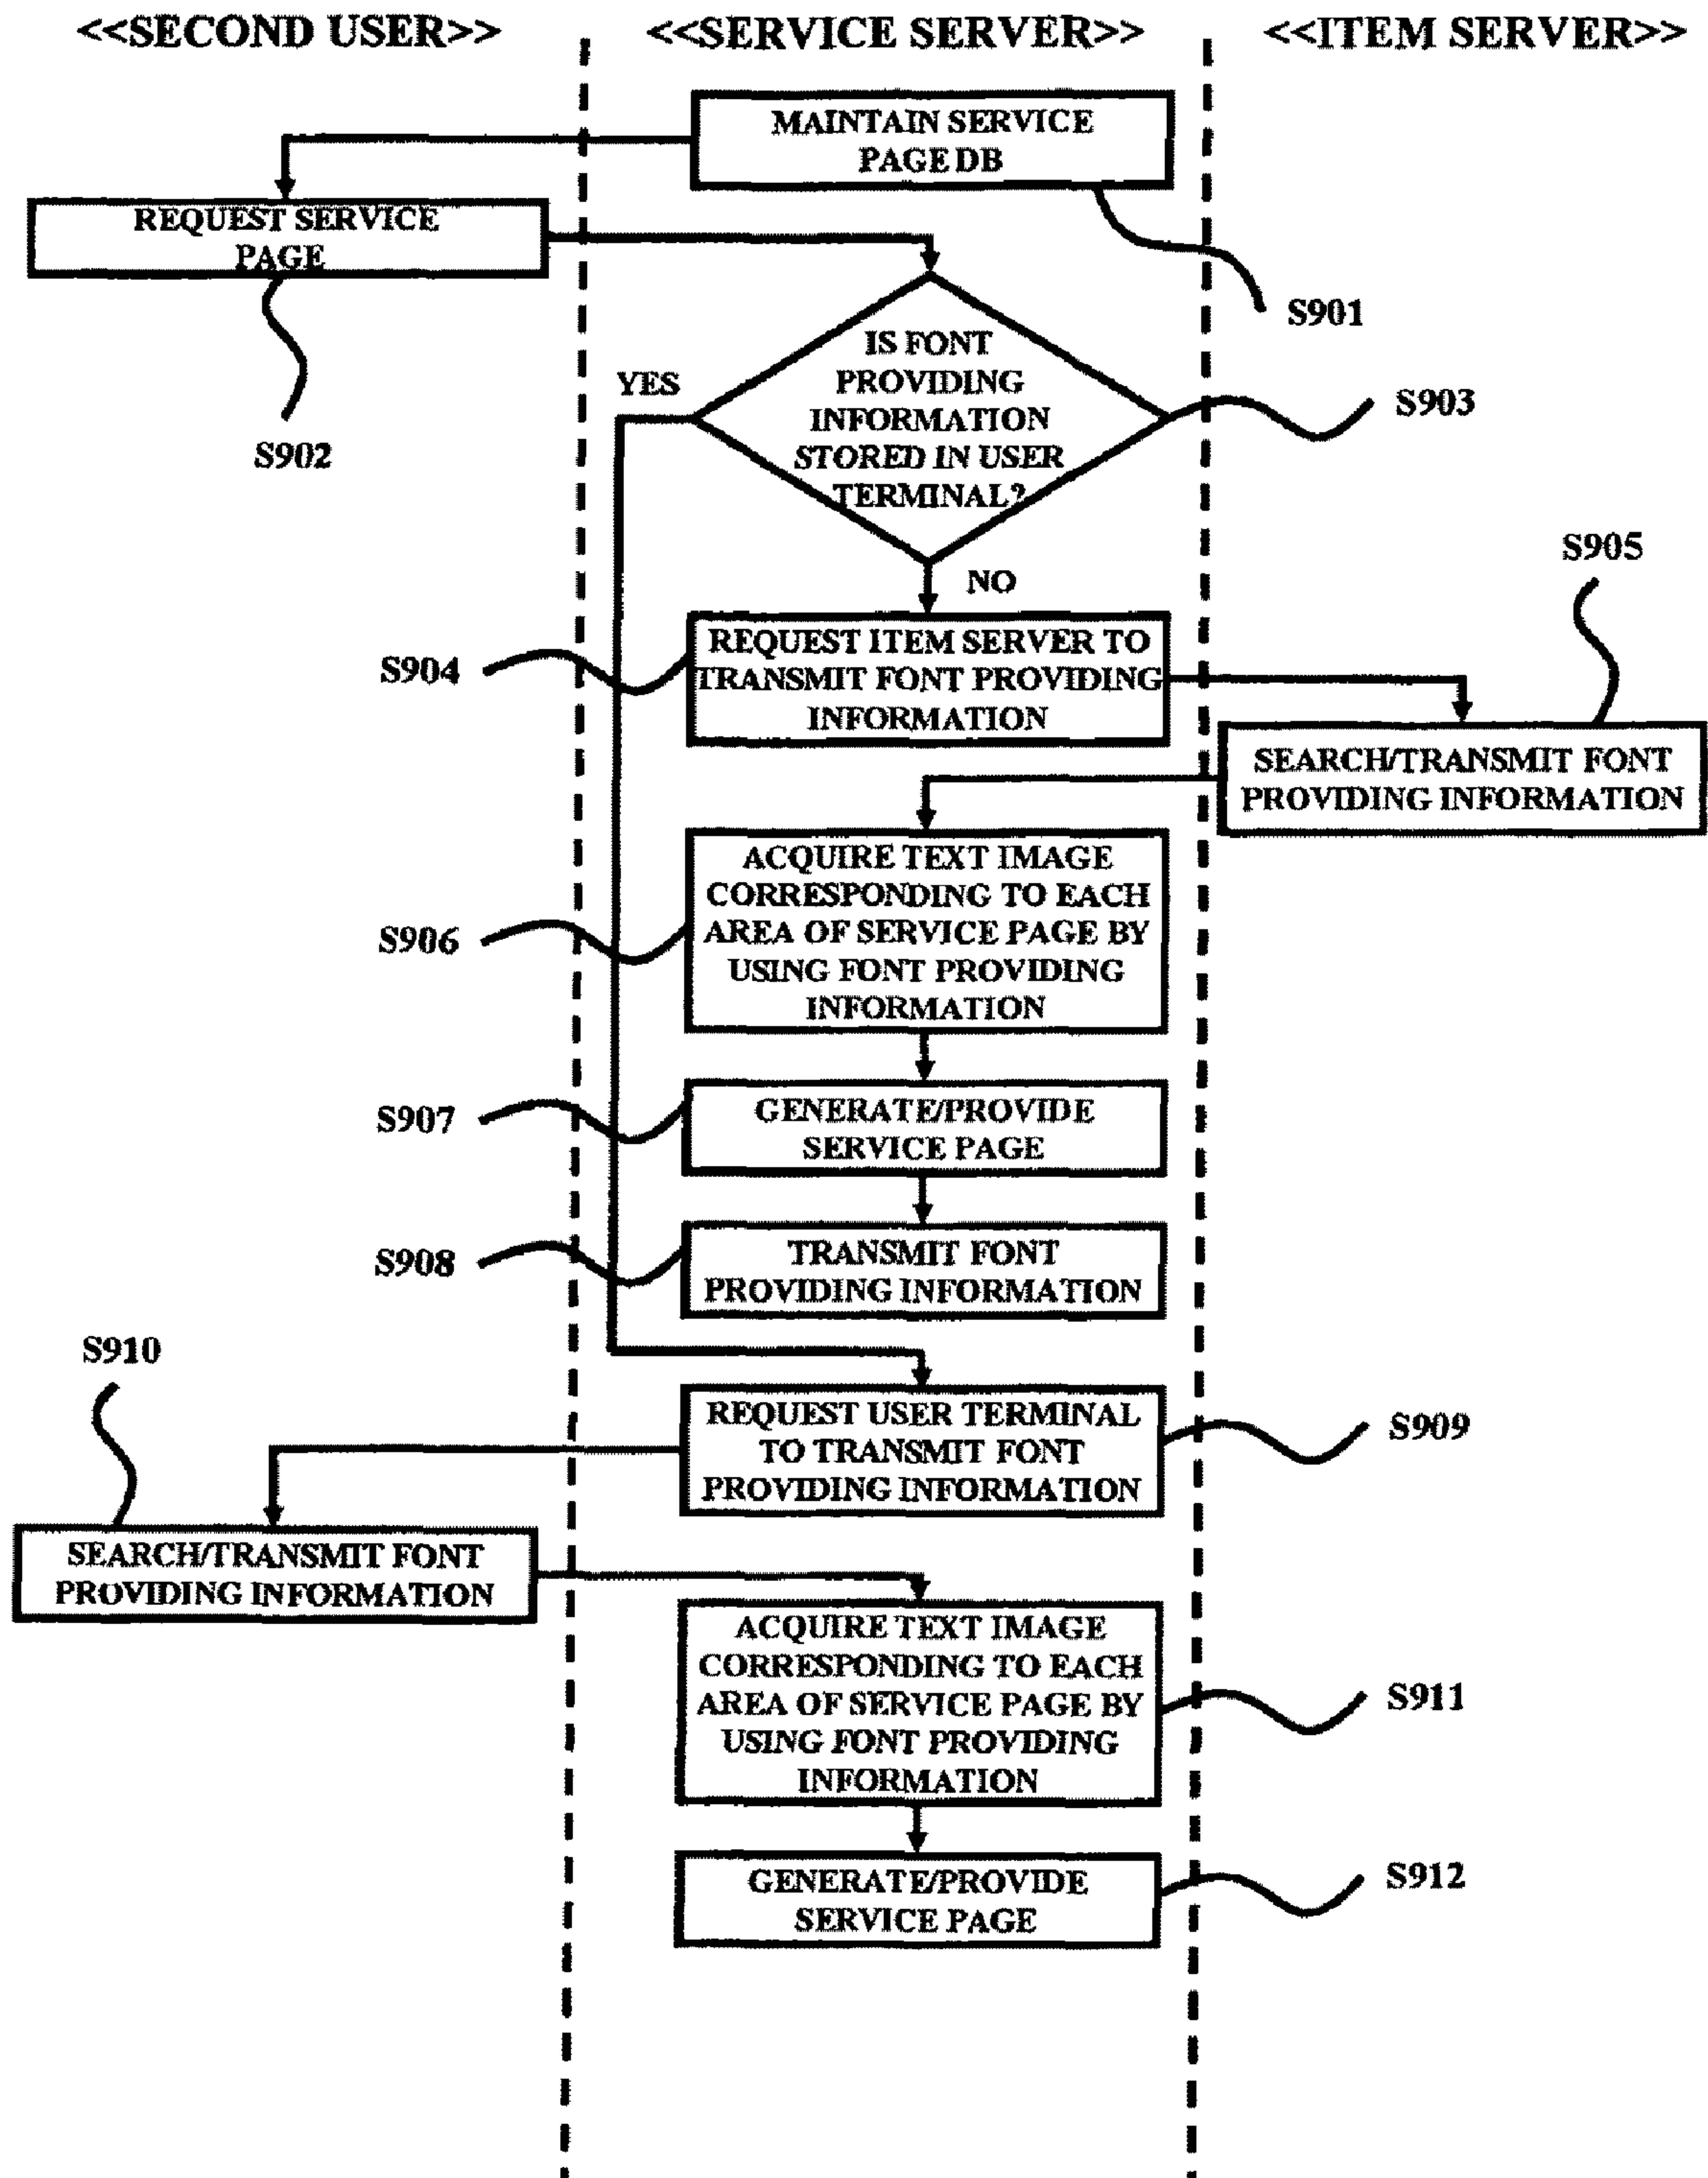 <<SECOND USER>>
<<SERVICE SERVER>>
<<ITEM SERVER>>
MAINTAIN SERVICE
PAGE DB
S901
REQUEST SERVICE
PAGE
S902
IS FONT
PROVIDING
INFORMATION
STORED IN USER
TERMINAL?
S903
YES
NO
REQUEST ITEM SERVER TO
TRANSMIT FONT PROVIDING
INFORMATION
S904
S905
SEARCH/TRANSMIT FONT
PROVIDING INFORMATION
ACQUIRE TEXT IMAGE
CORRESPONDING TO EACH
AREA OF SERVICE PAGE BY
USING FONT PROVIDING
INFORMATION
S906
GENERATE/PROVIDE
SERVICE PAGE
S907
TRANSMIT FONT
PROVIDING INFORMATION
S908
REQUEST USER TERMINAL
TO TRANSMIT FONT
PROVIDING INFORMATION
S909
S910
SEARCH/TRANSMIT FONT
PROVIDING INFORMATION
ACQUIRE TEXT IMAGE
CORRESPONDING TO EACH
AREA OF SERVICE PAGE BY
USING FONT PROVIDING
INFORMATION
S911
GENERATE/PROVIDE
SERVICE PAGE
S912